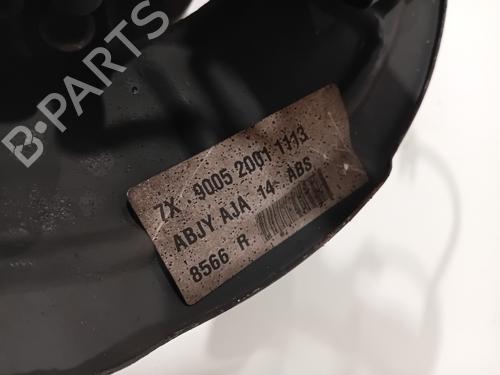 B-PARTS
7X 9005 2001 1113
ABJY AJA 14 ABS
8566 R